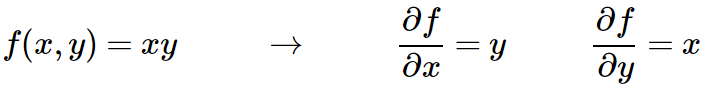 f(x, y) = xy → ∂f/∂x = y ∂f/∂y = x